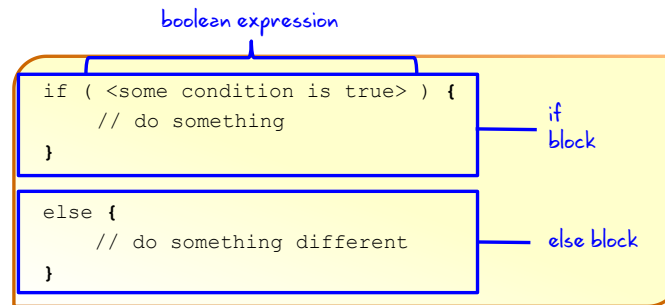 boolean expression
if ( <some condition is true> ) {
// do something
}
if
block
else {
// do something different
}
else block